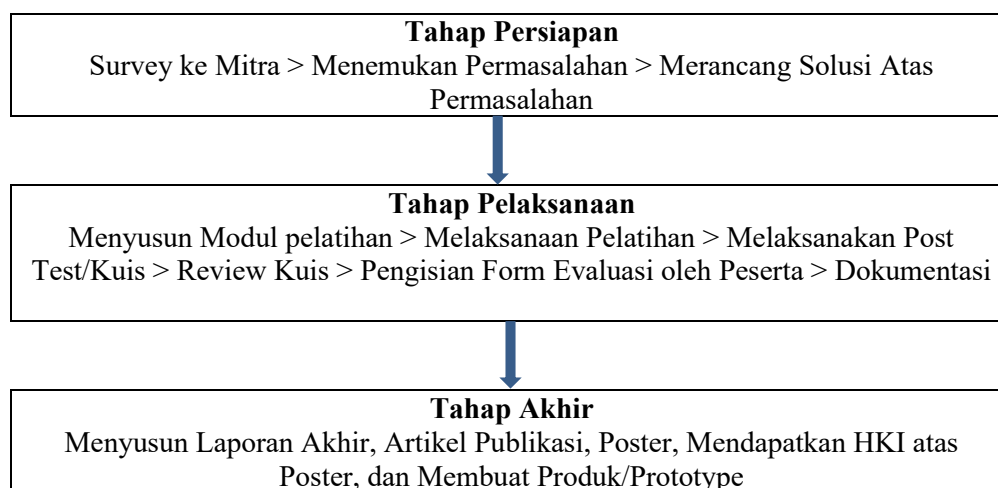 Tahap Persiapan
Survey ke Mitra > Menemukan Permasalahan > Merancang Solusi Atas
Permasalahan
Tahap Pelaksanaan
Menyusun Modul pelatihan > Melaksanaan Pelatihan > Melaksanakan Post
Test/Kuis > Review Kuis > Pengisian Form Evaluasi oleh Peserta > Dokumentasi
Tahap Akhir
Menyusun Laporan Akhir, Artikel Publikasi, Poster, Mendapatkan HKI atas
Poster, dan Membuat Produk/Prototype